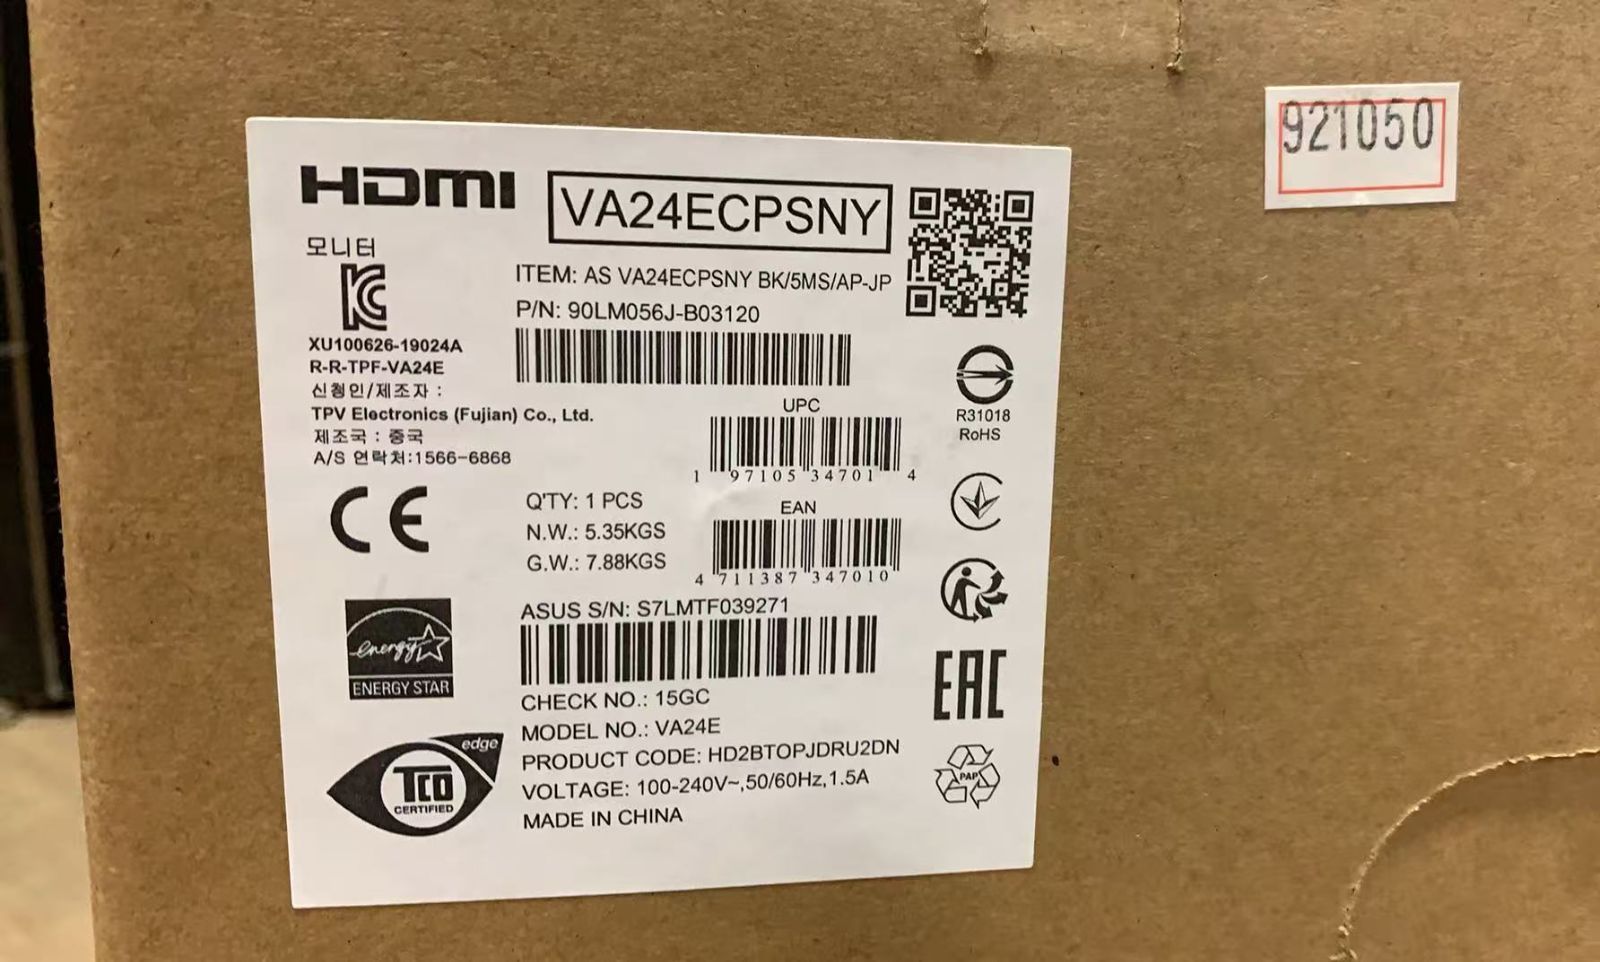 921050
HDMI
VA24ECPSNY
모니터
ITEM: AS VA24ECPSNY BK/5MS/AP-JP
P/N: 90LM056J-B03120
XU100626-19024A
R-R-TPF-VA24E
신청인/제조자 :
TPV Electronics (Fujian) Co., Ltd.
제조국 : 중국
A/S 연락처:1566-6868
UPC
1 97105 34701 4
EAN
4 711387 347010
Q'TY: 1 PCS
N.W.: 5.35KGS
G.W.: 7.88KGS
R31018
RoHS
CE
ASUS S/N: S7LMTF039271
CHECK NO.: 15GC
MODEL NO.: VA24E
PRODUCT CODE: HD2BTOPJDRU2DN
VOLTAGE: 100-240V~,50/60Hz,1.5A
MADE IN CHINA
energy
ENERGY STAR
edge
TCO
CERTIFIED
EAC
PAP